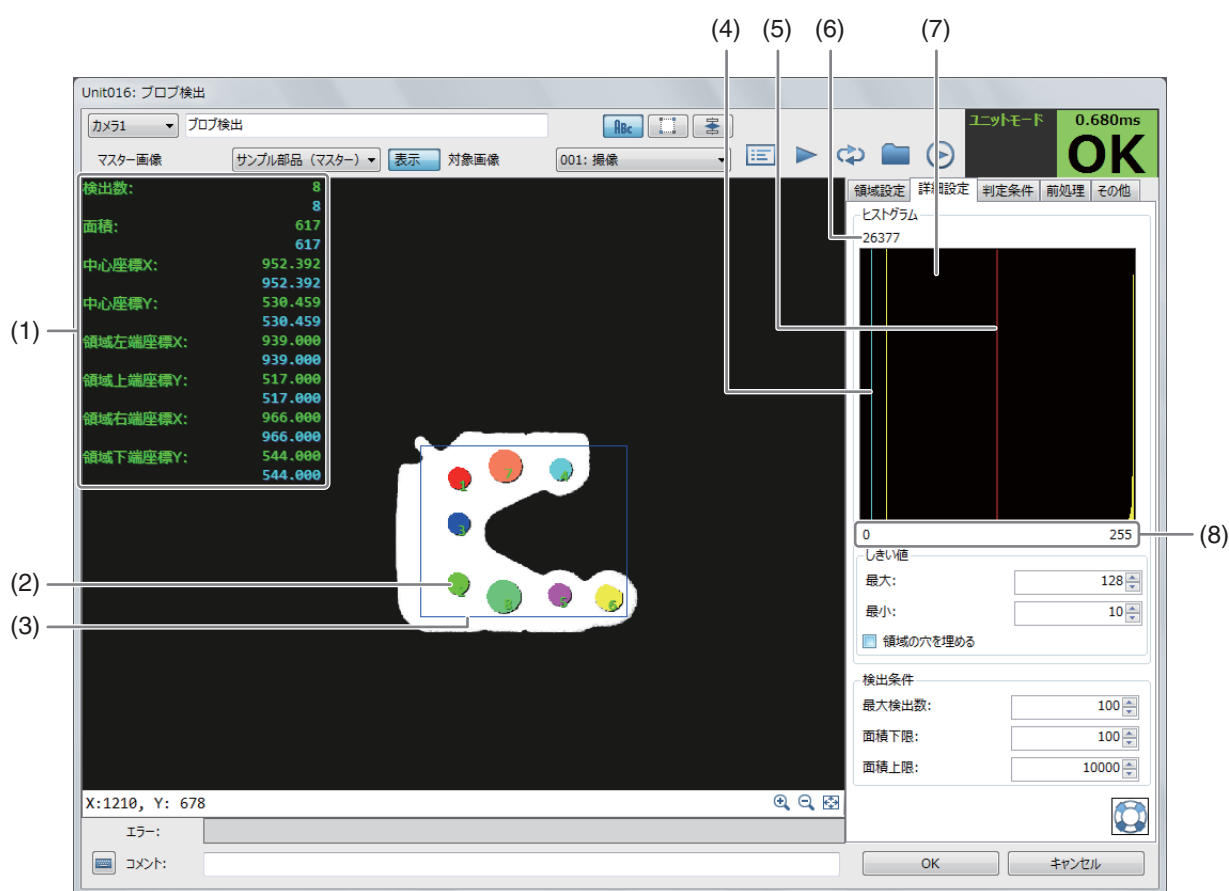 (4) (5) (6) (7)
Unit016: ブロブ検出
カメラ1 ブロブ検出 ABc ユニットモード 0.680ms
OK
マスター画像 サンプル部品（マスター） 表示 対象画像 001: 撮像
領域設定 詳細設定 判定条件 前処理 その他
検出数: 8
8
面積: 617
617
中心座標X: 952.392
952.392
中心座標Y: 530.459
530.459
領域左端座標X: 939.000
939.000
領域上端座標Y: 517.000
517.000
領域右端座標X: 966.000
966.000
領域下端座標Y: 544.000
544.000
(1)
(2)
(3)
1
7
4
3
2
8
5
6
ヒストグラム
26377
0 255
(8)
しきい値
最大: 128
最小: 10
領域の穴を埋める
検出条件
最大検出数: 100
面積下限: 100
面積上限: 10000
X:1210, Y: 678
エラー:
コメント:
OK キャンセル